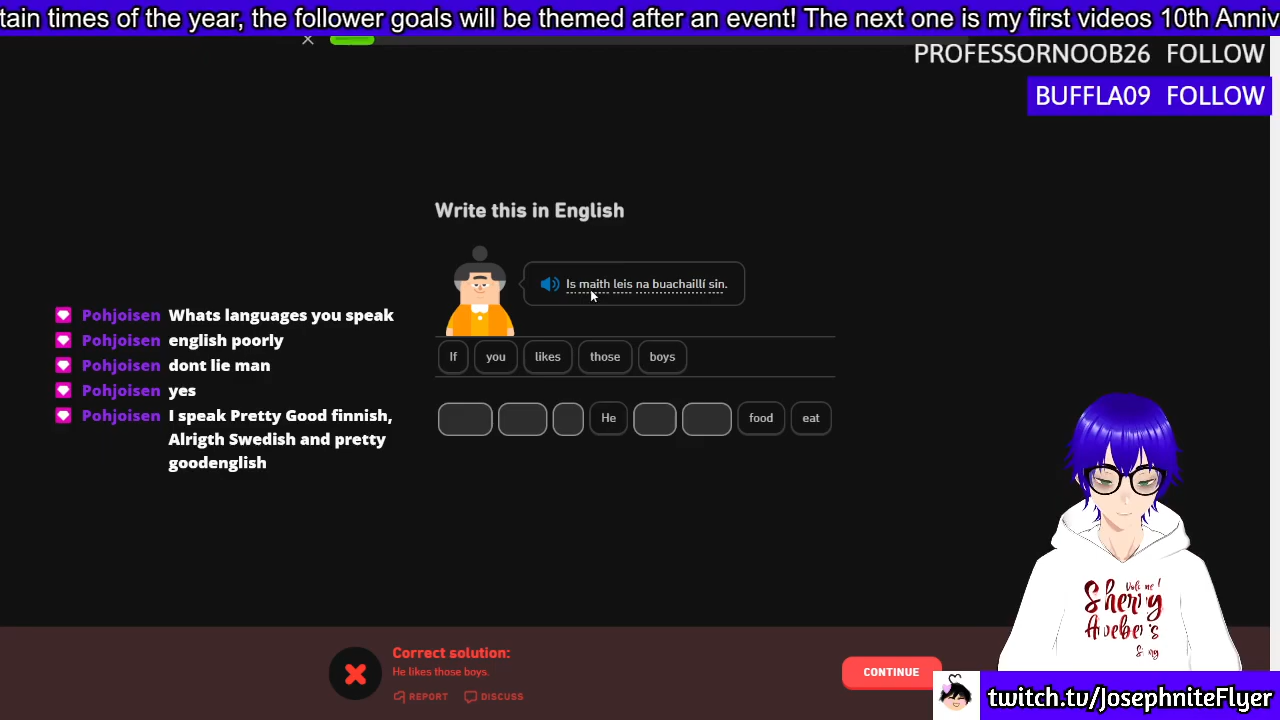 tain times of the year, the follower goals will be themed after an event! The next one is my first videos 10th Anniv
PROFESSORNOOB26 FOLLOW
BUFFLA09 FOLLOW
Write this in English
Is maith leis na buachaillí sin.
If you likes those boys
He food eat
Pohjoisen Whats languages you speak
Pohjoisen english poorly
Pohjoisen dont lie man
Pohjoisen yes
Pohjoisen I speak Pretty Good finnish,
Alrigth Swedish and pretty
goodenglish
Correct solution:
He likes those boys.
REPORT DISCUSS
CONTINUE
twitch.tv/JosephniteFlyer